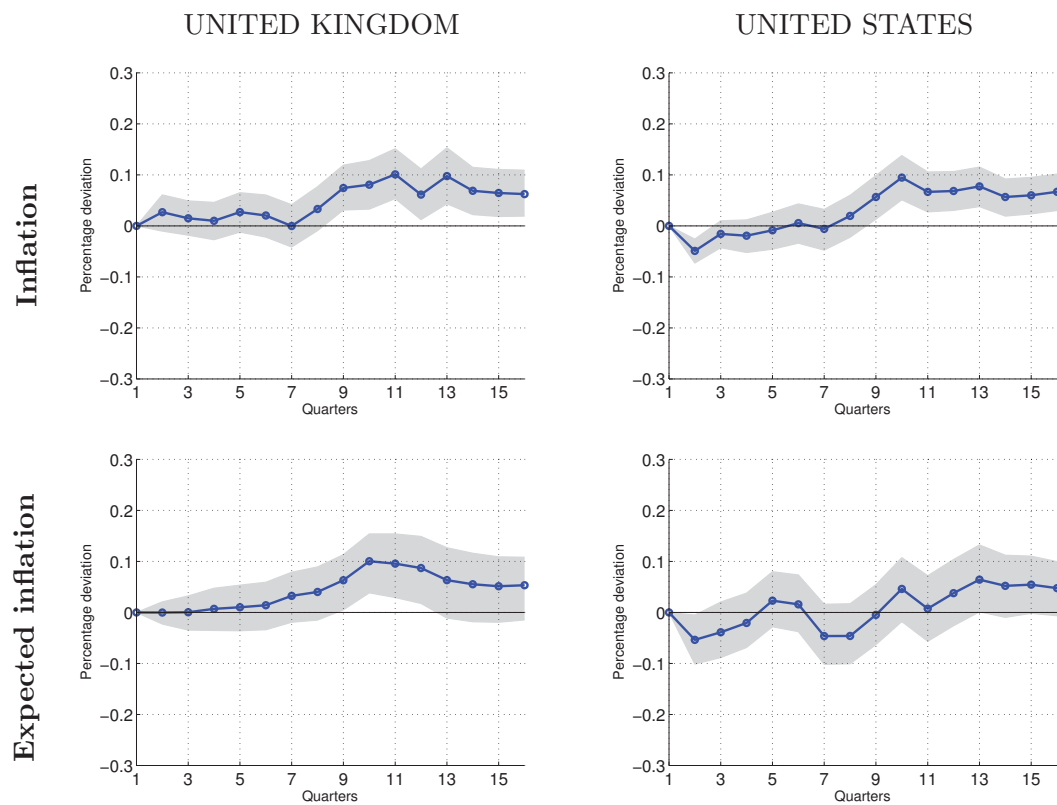 UNITED KINGDOM
UNITED STATES
Inflation
Percentage deviation
0.3
0.2
0.1
0
−0.1
−0.2
−0.3
1 3 5 7 9 11 13 15
Quarters
Percentage deviation
0.3
0.2
0.1
0
−0.1
−0.2
−0.3
1 3 5 7 9 11 13 15
Quarters
Expected inflation
Percentage deviation
0.3
0.2
0.1
0
−0.1
−0.2
−0.3
1 3 5 7 9 11 13 15
Quarters
Percentage deviation
0.3
0.2
0.1
0
−0.1
−0.2
−0.3
1 3 5 7 9 11 13 15
Quarters